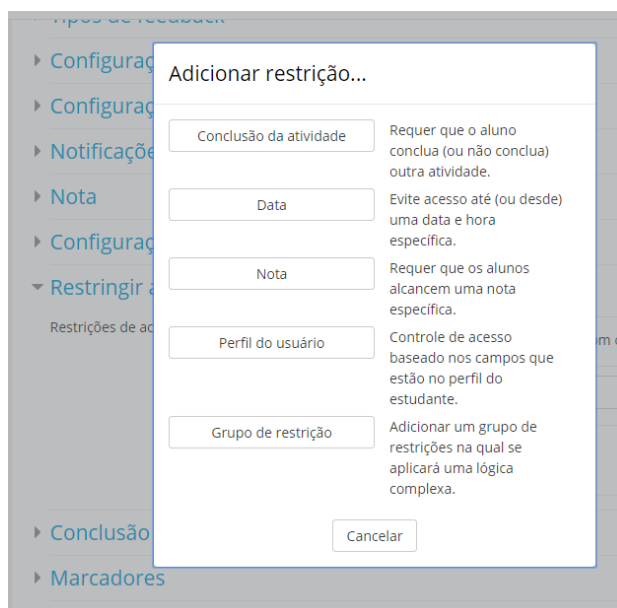 Adicionar restrição...
Conclusão da atividade
Requer que o aluno
conclua (ou não conclua)
outra atividade.
Data
Evite acesso até (ou desde)
uma data e hora
específica.
Nota
Requer que os alunos
alcancem uma nota
específica.
Perfil do usuário
Controle de acesso
baseado nos campos que
estão no perfil do
estudante.
Grupo de restrição
Adicionar um grupo de
restrições na qual se
aplicará uma lógica
complexa.
Cancelar
Configuraç
Configuraç
Notificaçõe
Nota
Configuraç
Restringir
Restrições de ac
Conclusão
Marcadores